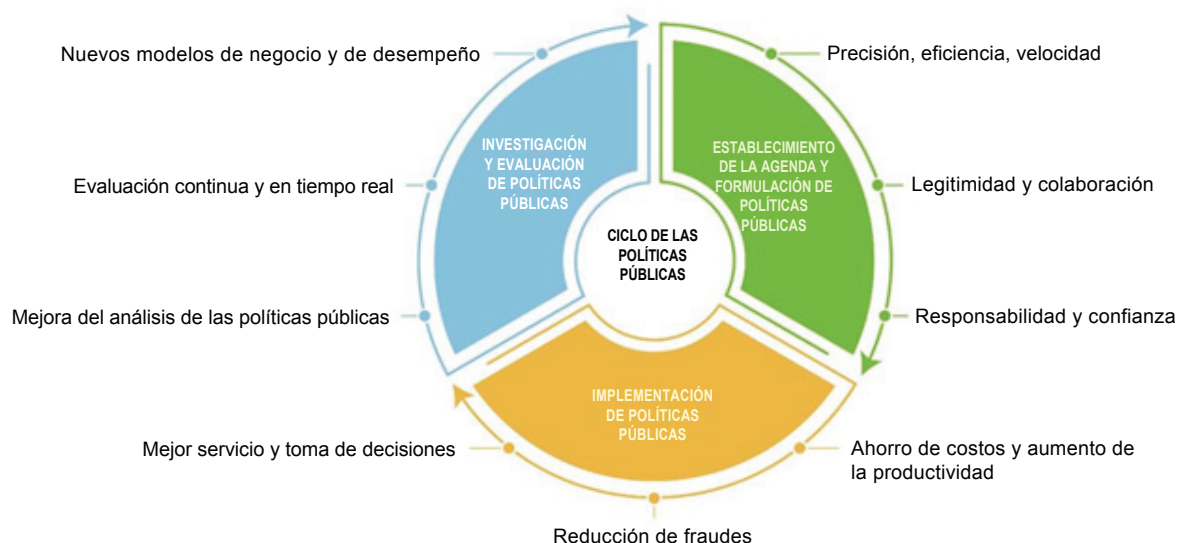 Nuevos modelos de negocio y de desempeño
Evaluación continua y en tiempo real
Mejora del análisis de las políticas públicas
INVESTIGACIÓN
Y EVALUACIÓN
DE POLÍTICAS
PÚBLICAS
CICLO DE LAS
POLÍTICAS
PÚBLICAS
ESTABLECIMIENTO
DE LA AGENDA Y
FORMULACIÓN DE
POLÍTICAS
PÚBLICAS
Precisión, eficiencia, velocidad
Legitimidad y colaboración
Responsabilidad y confianza
IMPLEMENTACIÓN
DE POLÍTICAS
PÚBLICAS
Mejor servicio y toma de decisiones
Reducción de fraudes
Ahorro de costos y aumento de
la productividad